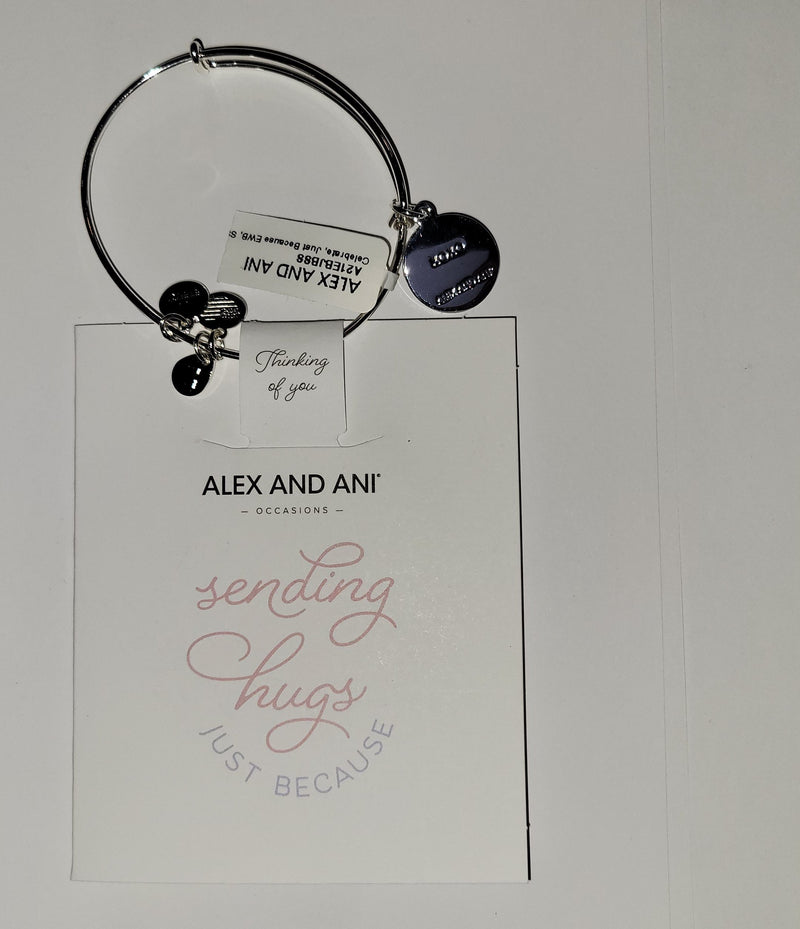 ALEX AND ANI
A21EBJBSS
Celebrate, Just Because EWB, S
Thinking
of you
ALEX AND ANI®
— OCCASIONS —
sending
hugs
JUST BECAUSE